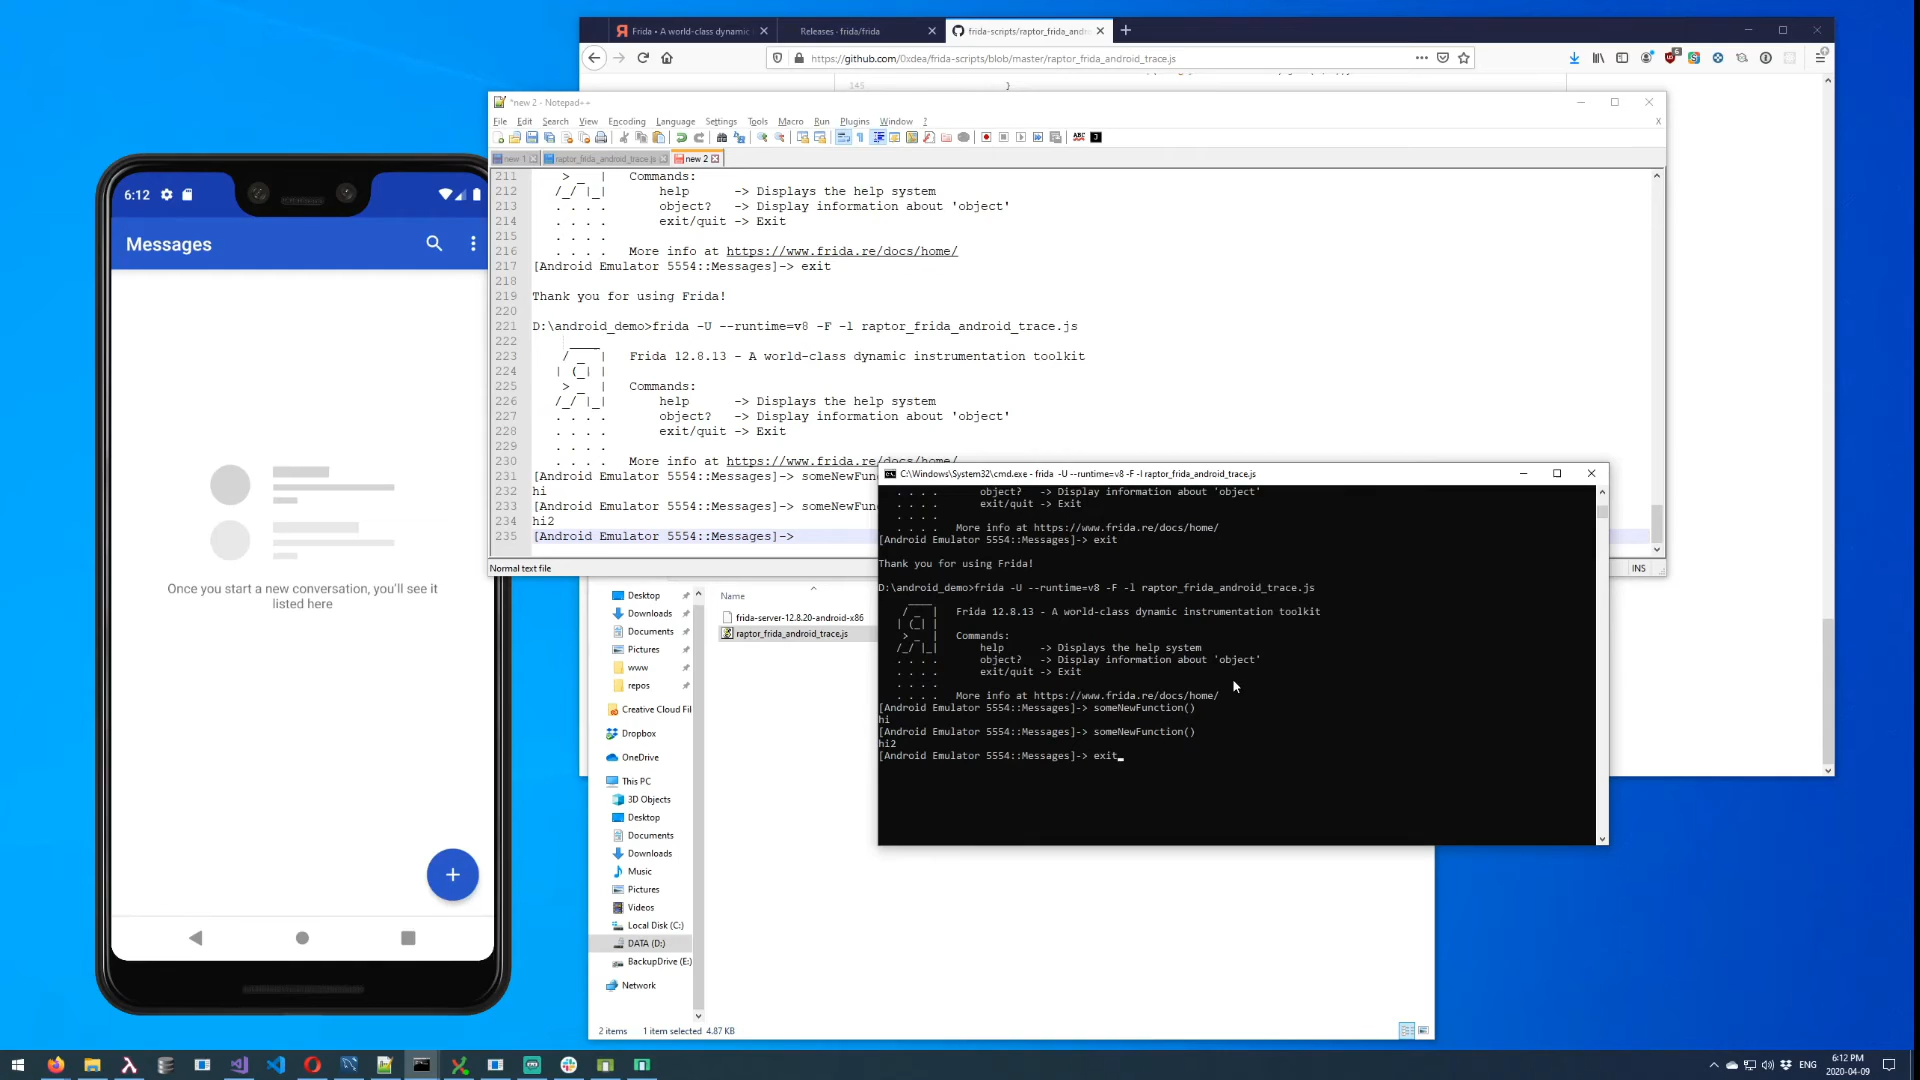 Frida • A world-class dynamic
Releases · frida/frida
frida-scripts/raptor_frida_andro
https://github.com/0xdea/frida-scripts/blob/master/raptor_frida_android_trace.js
145 }
*new 2 - Notepad++
File Edit Search View Encoding Language Settings Tools Macro Run Plugins Window ? X
new 1 raptor_frida_android_trace.js new 2
211 > _ | Commands:
212 /_/ |_| help -> Displays the help system
213 . . . . object? -> Display information about 'object'
214 . . . . exit/quit -> Exit
215 . . . .
216 . . . . More info at https://www.frida.re/docs/home/
217 [Android Emulator 5554::Messages]-> exit
218
219 Thank you for using Frida!
220
221 D:\android_demo>frida -U --runtime=v8 -F -l raptor_frida_android_trace.js
222 ____
223 / _ | Frida 12.8.13 - A world-class dynamic instrumentation toolkit
224 | (_| |
225 > _ | Commands:
226 /_/ |_| help -> Displays the help system
227 . . . . object? -> Display information about 'object'
228 . . . . exit/quit -> Exit
229 . . . .
230 . . . . More info at https://www.frida.re/docs/home/
231 [Android Emulator 5554::Messages]-> someNewFunc
232 hi
233 [Android Emulator 5554::Messages]-> someNewFunc
234 hi2
235 [Android Emulator 5554::Messages]->
Normal text file INS
6:12
Messages
Once you start a new conversation, you'll see it
listed here
C:\Windows\System32\cmd.exe - frida -U --runtime=v8 -F -l raptor_frida_android_trace.js
. . . . object? -> Display information about 'object'
. . . . exit/quit -> Exit
. . . .
. . . . More info at https://www.frida.re/docs/home/
[Android Emulator 5554::Messages]-> exit
Thank you for using Frida!
D:\android_demo>frida -U --runtime=v8 -F -l raptor_frida_android_trace.js
____
/ _ | Frida 12.8.13 - A world-class dynamic instrumentation toolkit
| (_| |
> _ | Commands:
/_/ |_| help -> Displays the help system
. . . . object? -> Display information about 'object'
. . . . exit/quit -> Exit
. . . .
. . . . More info at https://www.frida.re/docs/home/
[Android Emulator 5554::Messages]-> someNewFunction()
hi
[Android Emulator 5554::Messages]-> someNewFunction()
hi2
[Android Emulator 5554::Messages]-> exit_
Desktop
Downloads
Documents
Pictures
www
repos
Creative Cloud Fil
Dropbox
OneDrive
This PC
3D Objects
Desktop
Documents
Downloads
Music
Pictures
Videos
Local Disk (C:)
DATA (D:)
BackupDrive (E:)
Network
Name
frida-server-12.8.20-android-x86
raptor_frida_android_trace.js
2 items 1 item selected 4.87 KB
ENG
6:12 PM
2020-04-09